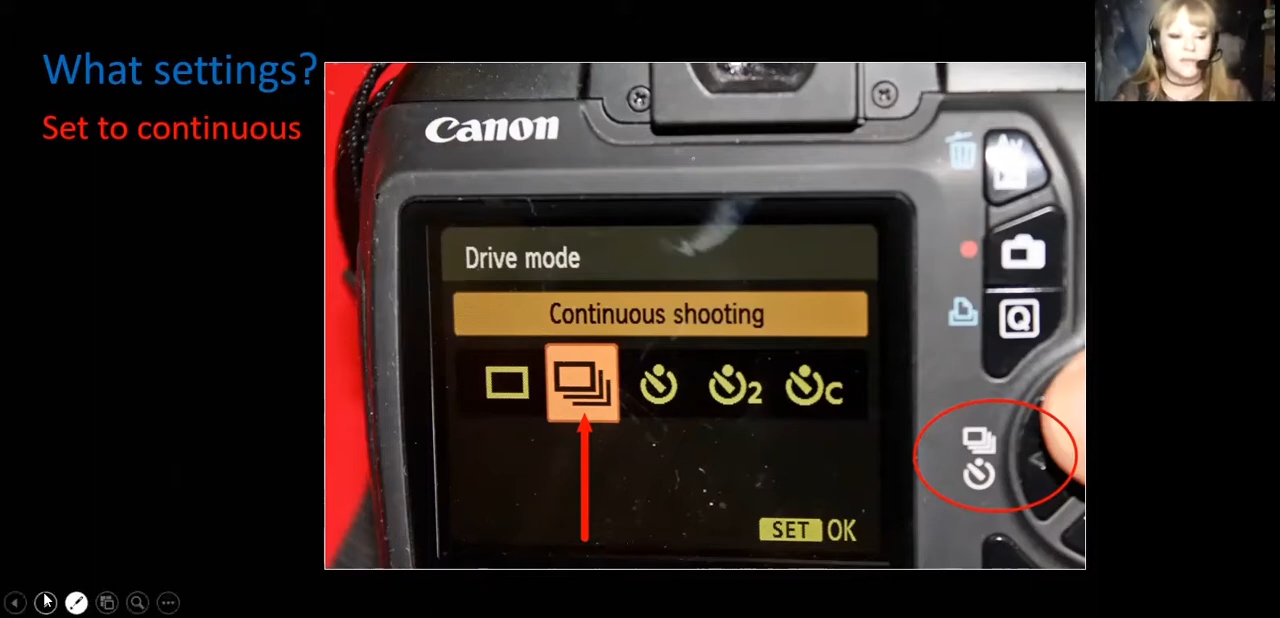 What settings?
Set to continuous
Canon
Drive mode
Continuous shooting
2
C
Q
SET OK